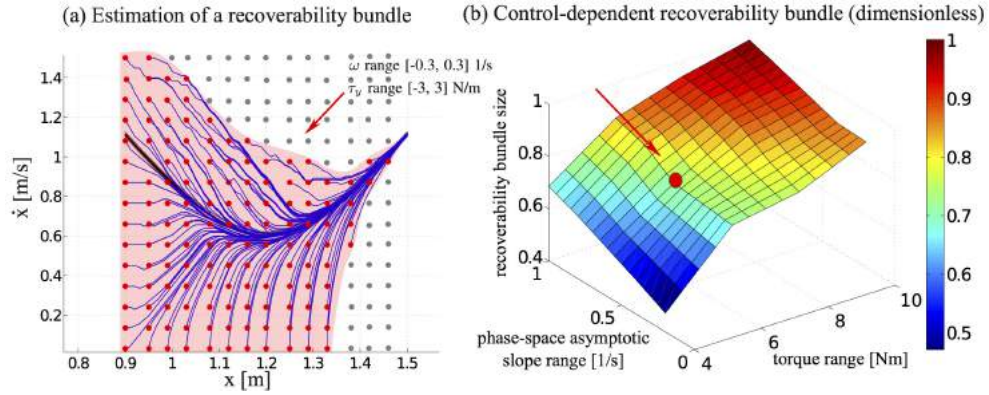 (a) Estimation of a recoverability bundle
ω range [-0.3, 0.3] 1/s
τy range [-3, 3] N/m
1.4
1.2
1
0.8
0.6
0.4
0.2
ẋ [m/s]
0.8 0.9 1 1.1 1.2 1.3 1.4 1.5
x [m]
(b) Control-dependent recoverability bundle (dimensionless)
recoverability bundle size
1
0.8
0.6
0.4
1
0.5
0
phase-space asymptotic
slope range [1/s]
4
6
8
10
torque range [Nm]
1
0.9
0.8
0.7
0.6
0.5